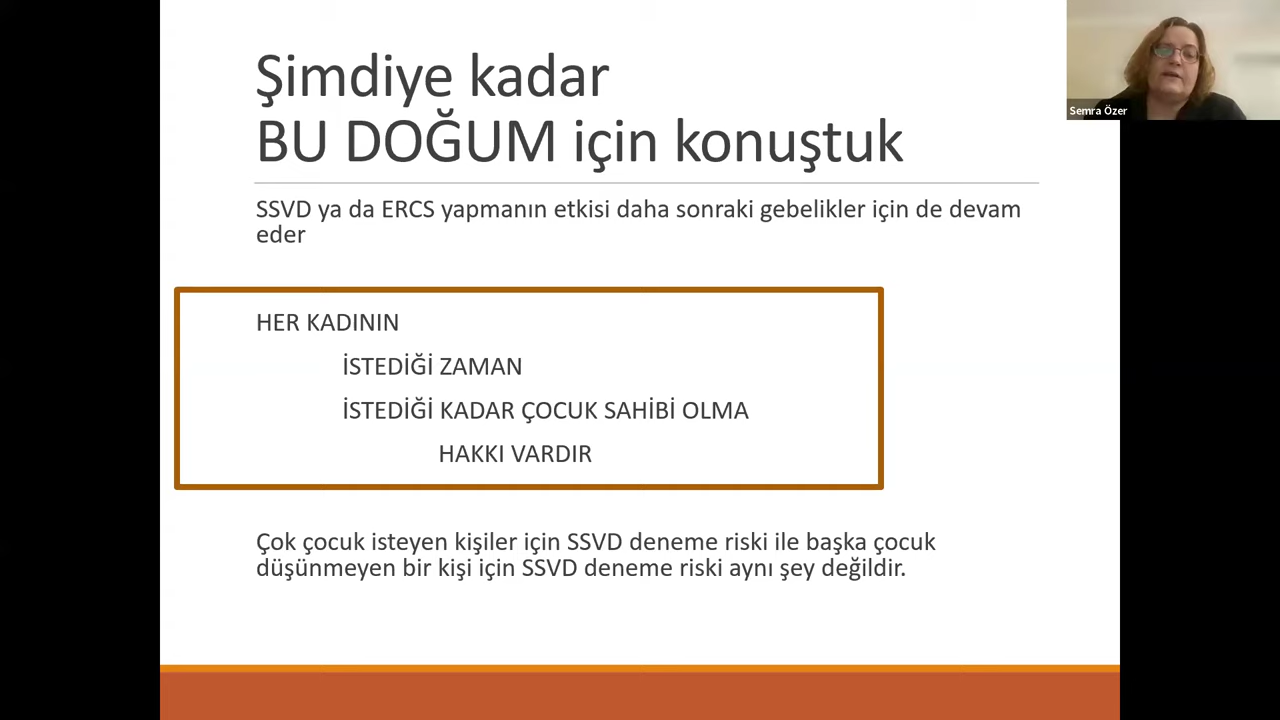 Şimdiye kadar
BU DOĞUM için konuştuk
SSVD ya da ERCS yapmanın etkisi daha sonraki gebelikler için de devam
eder
HER KADININ
İSTEDİĞİ ZAMAN
İSTEDİĞİ KADAR ÇOCUK SAHİBİ OLMA
HAKKI VARDIR
Çok çocuk isteyen kişiler için SSVD deneme riski ile başka çocuk
düşünmeyen bir kişi için SSVD deneme riski aynı şey değildir.
Semra Özer